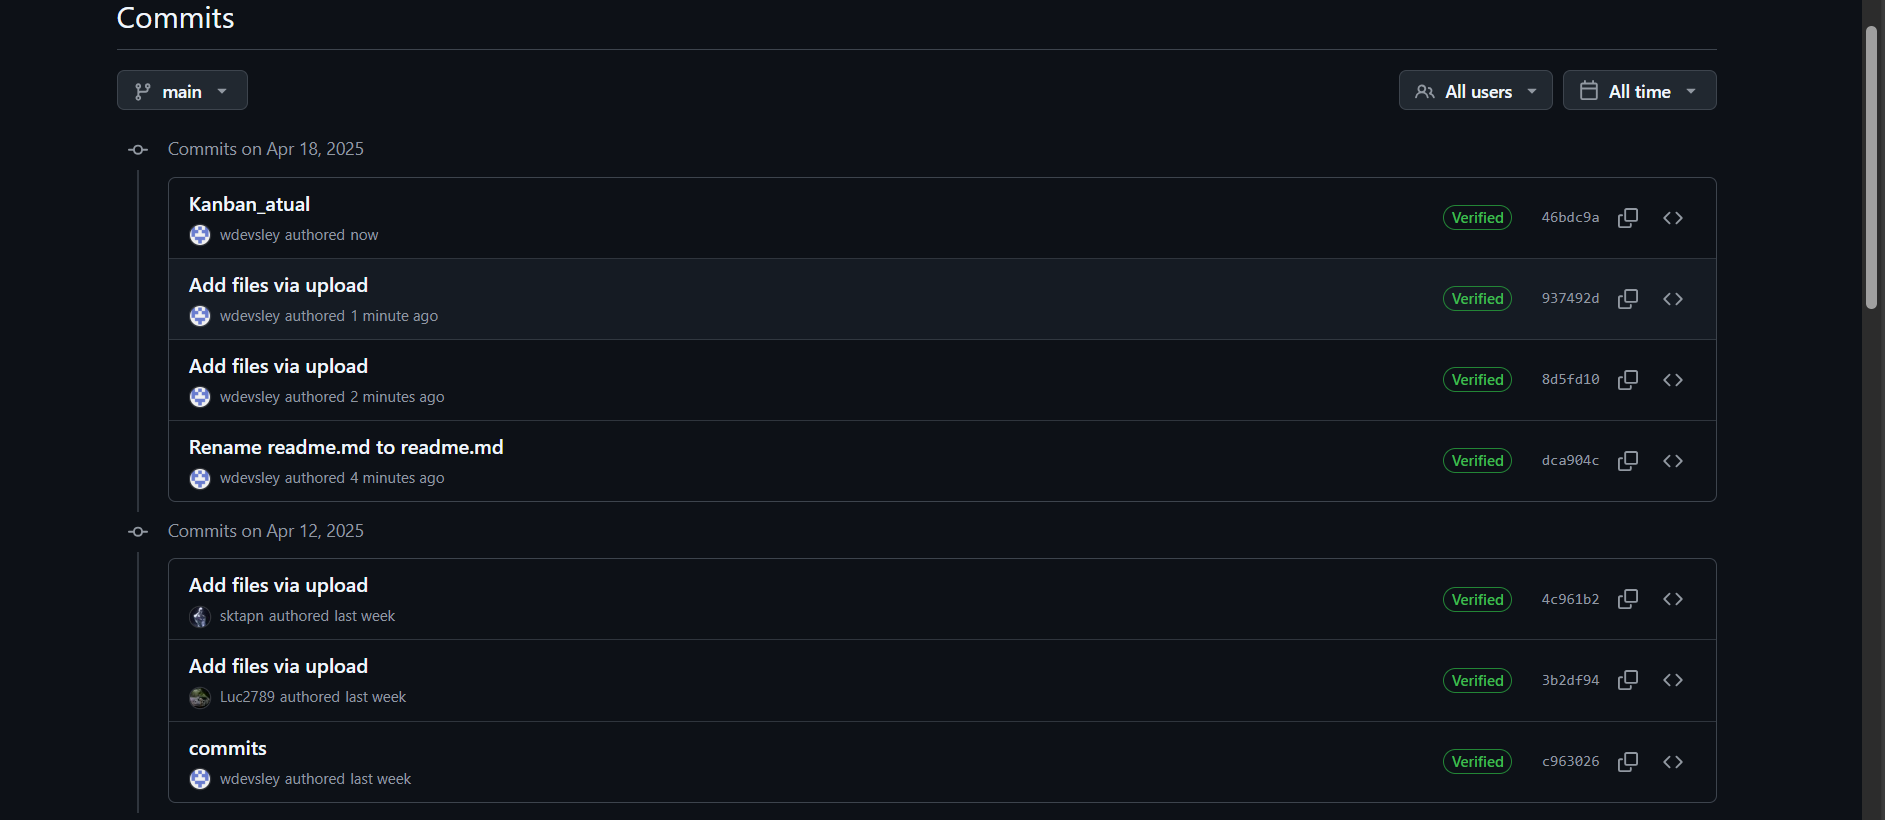 Commits
main
All users
All time
Commits on Apr 18, 2025
Kanban_atual
wdevsley authored now
Verified
46bdc9a
Add files via upload
wdevsley authored 1 minute ago
Verified
937492d
Add files via upload
wdevsley authored 2 minutes ago
Verified
8d5fd10
Rename readme.md to readme.md
wdevsley authored 4 minutes ago
Verified
dca904c
Commits on Apr 12, 2025
Add files via upload
sktapn authored last week
Verified
4c961b2
Add files via upload
Luc2789 authored last week
Verified
3b2df94
commits
wdevsley authored last week
Verified
c963026